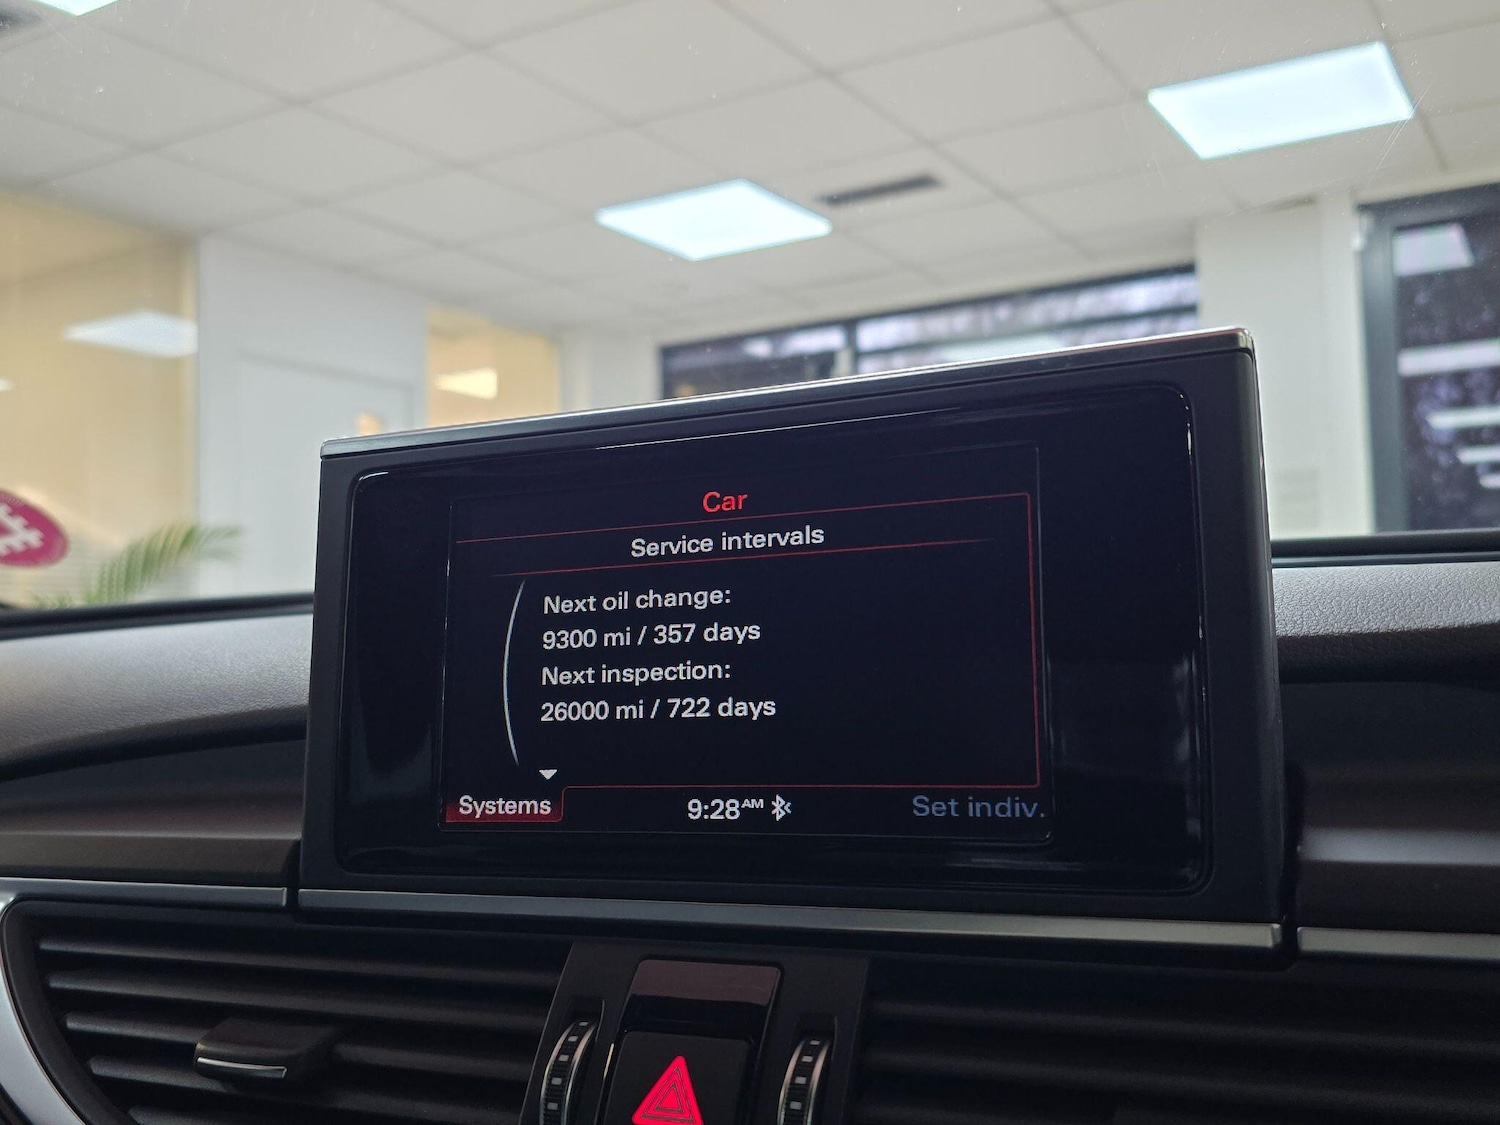 Car
Service intervals
Next oil change:
9300 mi / 357 days
Next inspection:
26000 mi / 722 days
Systems
9:28AM
Set indiv.